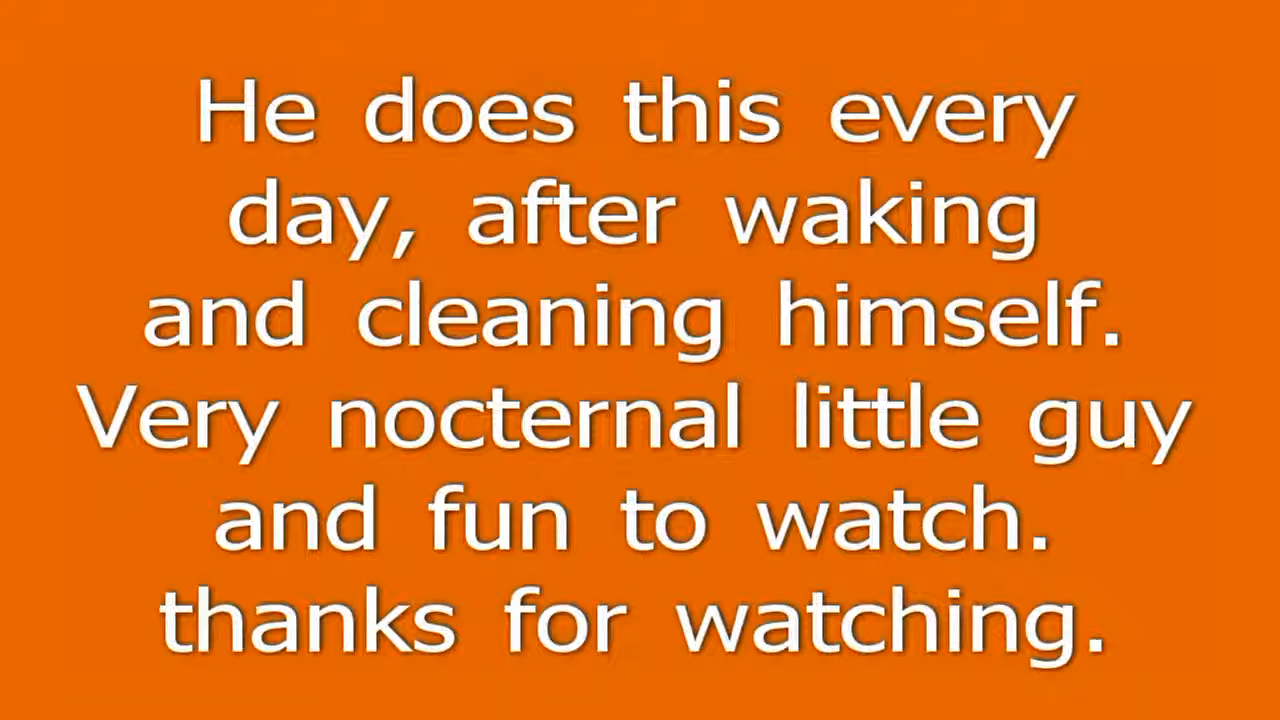 He does this every
day, after waking
and cleaning himself.
Very nocternal little guy
and fun to watch.
thanks for watching.